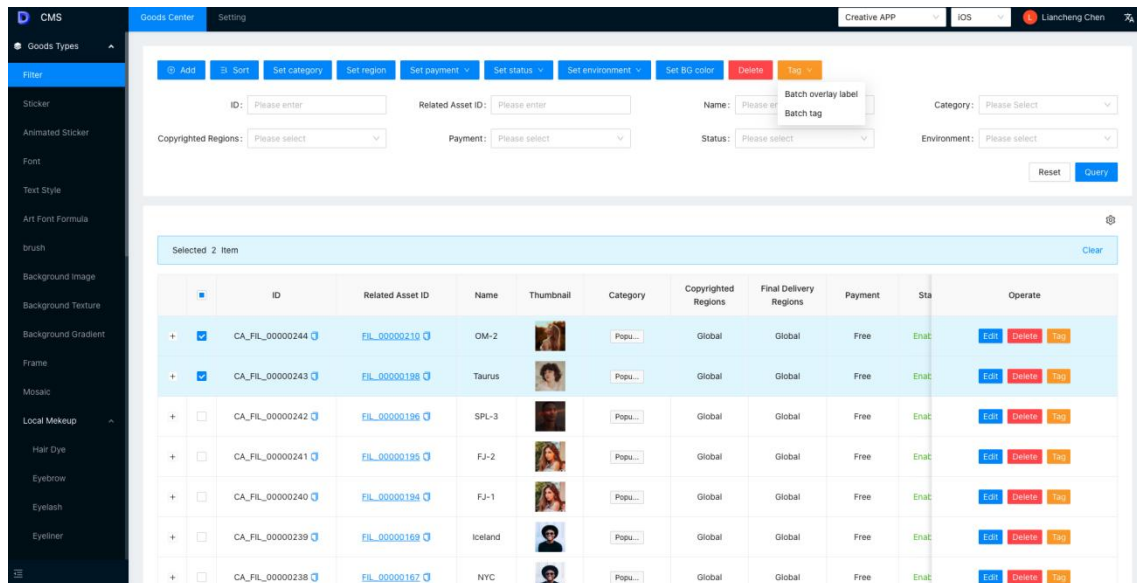 CMS
Goods Center Setting Creative APP iOS L Liancheng Chen
Goods Types
Filter
Sticker
Animated Sticker
Font
Text Style
Art Font Formula
brush
Background Image
Background Texture
Background Gradient
Frame
Mosaic
Local Mekeup
Hair Dye
Eyebrow
Eyelash
Eyeliner
Add Sort Set category Set region Set payment Set status Set environment Set BG color Delete Tag
Batch overlay label
Batch tag
ID: Please enter Related Asset ID: Please enter Name: Please en Category: Please Select
Copyrighted Regions: Please select Payment: Please select Status: Please select Environment: Please select
Reset Query
Selected 2 Item Clear
ID Related Asset ID Name Thumbnail Category Copyrighted Regions Final Delivery Regions Payment Sta Operate
CA_FIL_00000244 FIL_00000210 OM-2 Popu... Global Global Free Enab Edit Delete Tag
CA_FIL_00000243 FIL_00000198 Taurus Popu... Global Global Free Enab Edit Delete Tag
CA_FIL_00000242 FIL_00000196 SPL-3 Popu... Global Global Free Enab Edit Delete Tag
CA_FIL_00000241 FIL_00000195 FJ-2 Popu... Global Global Free Enab Edit Delete Tag
CA_FIL_00000240 FIL_00000194 FJ-1 Popu... Global Global Free Enab Edit Delete Tag
CA_FIL_00000239 FIL_00000169 Iceland Popu... Global Global Free Enab Edit Delete Tag
CA_FIL_00000238 FIL_00000167 NYC Popu... Global Global Free Enab Edit Delete Tag